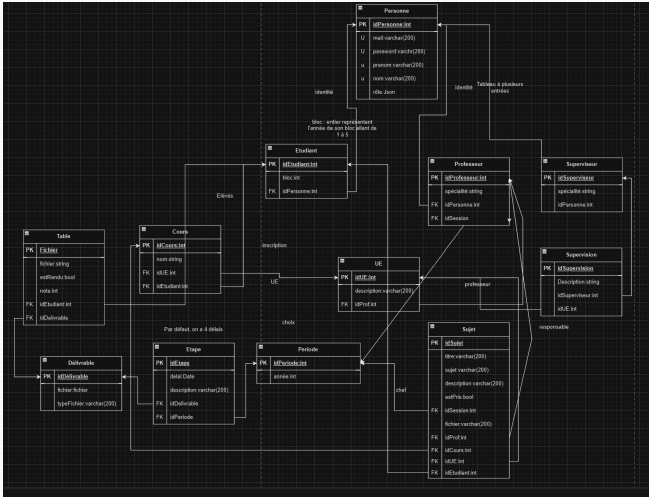 Personne
PK idPersonne:int
U mail:varchar(200)
U password:varchr(200)
u prenom:varchar(200)
u nom:varchar(200)
rôle:Json
identité
identité
Tableau à plusieurs
entrées
bloc : entier représentant
l'année de son bloc allant de
1 à 5
Etudiant
PK idEtudiant:int
bloc:int
FK idPersonne:int
Professeur
PK idProfesseur:int
spécialité:string
FK idPersonne:int
FK idSession
Superviseur
PK idSuperviseur
spécialité:string
FK idPersonne:int
Elèves
Cours
PK idCours:int
nom:string
FK idUE:int
FK idEtudiant:int
inscription
Table
PK Fichier
fichier:string
estRendu:bool
note:int
FK idEtudiant:int
FK idDelivrable
UE
PK idUE:int
description:varchar(200)
FK idProf:int
UE
professeur
Supervision
PK idSupervision
Description:string
FK idSuperviseur:int
FK idUE:int
responsable
choix
Par défaut, on a 4 délais
Sujet
PK idSujet
titre:varchar(200)
sujet:varchar(200)
description:varchar(200)
estPris:bool
FK idSession:int
fichier:varchar(200)
FK idProf:int
FK idCours:int
FK idUE:int
FK idEtudiant:int
Délivrable
PK idDélivrable
fichier:fichier
typeFichier:varchar(200)
Etape
PK idEtape
delai:Date
description:varchar(200)
FK idDelivrable
FK idPeriode
Periode
PK idPeriode:int
année:int
chef